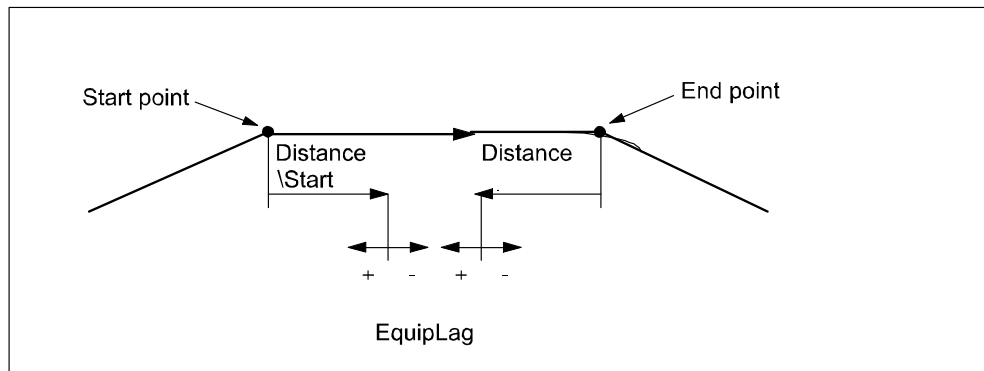 Start point
End point
Distance
\Start
Distance
+ - + -
EquipLag